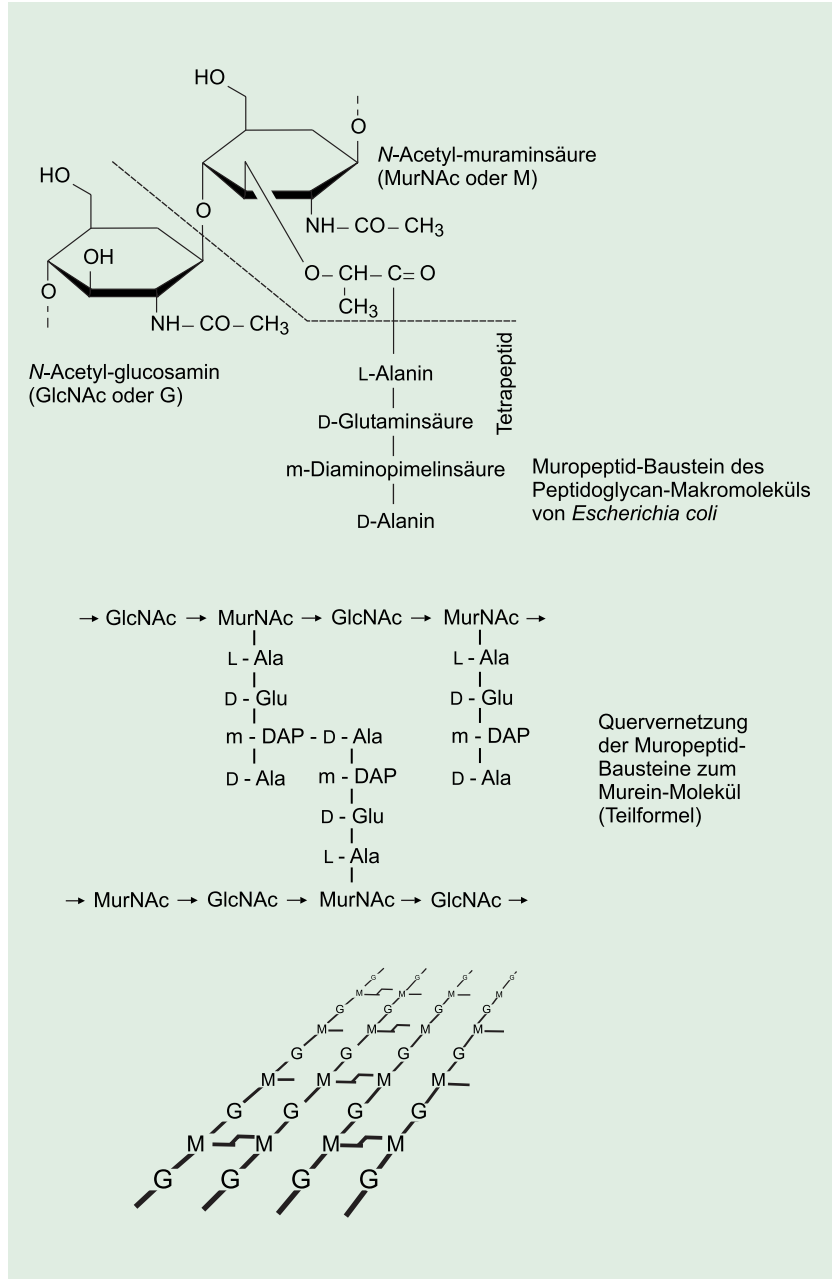 HO
O
N-Acetyl-muraminsäure
(MurNAc oder M)
HO
O
NH– CO– CH3
OH
O– CH– C=O
CH3
O
NH– CO– CH3
N-Acetyl-glucosamin
(GlcNAc oder G)
Tetrapeptid
L-Alanin
D-Glutaminsäure
m-Diaminopimelinsäure
D-Alanin
Muropeptid-Baustein des
Peptidoglycan-Makromoleküls
von Escherichia coli
→ GlcNAc → MurNAc → GlcNAc → MurNAc →
L - Ala L - Ala
D - Glu D - Glu
m - DAP - D - Ala m - DAP
D - Ala m - DAP D - Ala
D - Glu
L - Ala
→ MurNAc → GlcNAc → MurNAc → GlcNAc →
Quervernetzung
der Muropeptid-
Bausteine zum
Murein-Molekül
(Teilformel)
G G G G
M M M M
G G G G
M M M M
G G G G
M M M M
G G G G
M M M M
G G G G